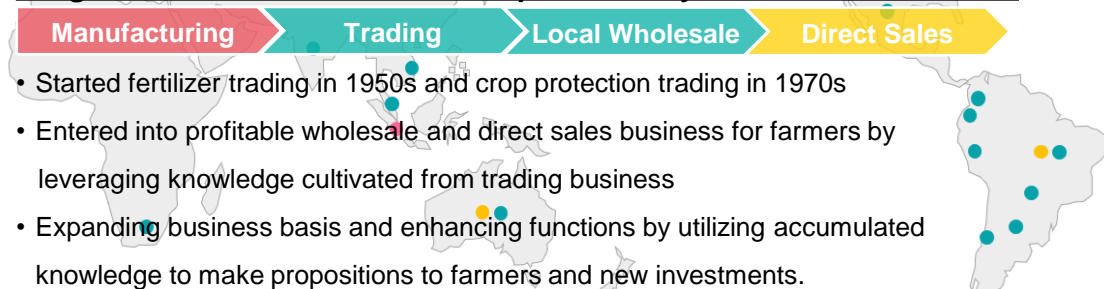 Manufacturing Trading Local Wholesale Direct Sales
• Started fertilizer trading in 1950s and crop protection trading in 1970s
• Entered into profitable wholesale and direct sales business for farmers by
leveraging knowledge cultivated from trading business
• Expanding business basis and enhancing functions by utilizing accumulated
knowledge to make propositions to farmers and new investments.